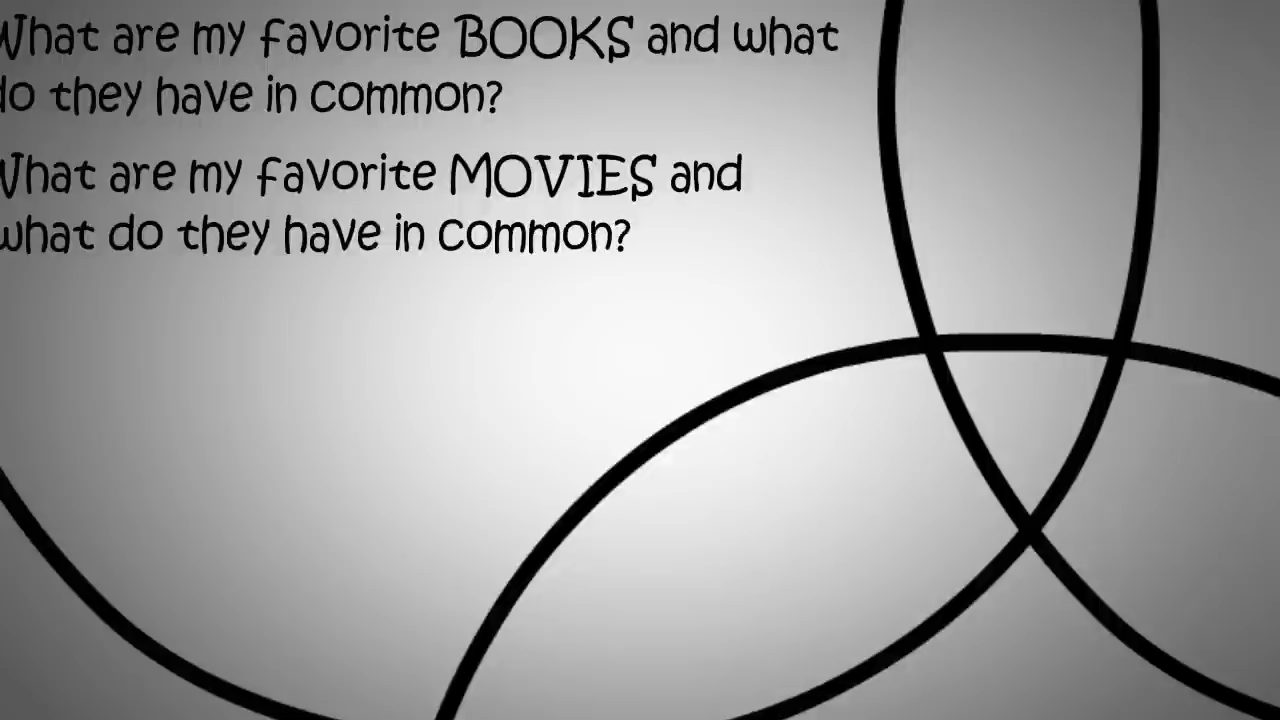 What are my favorite BOOKS and what
do they have in common?
What are my favorite MOVIES and
what do they have in common?